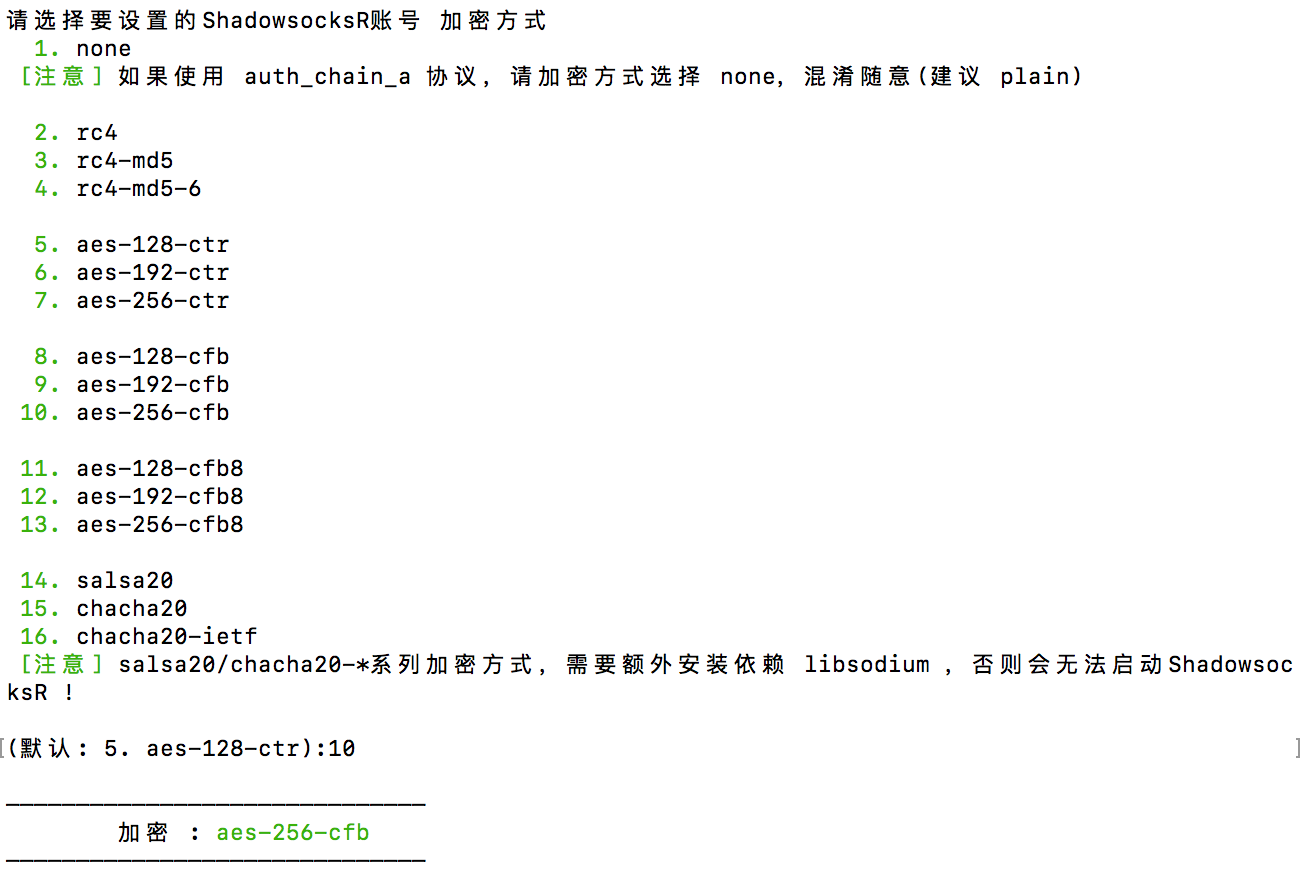 请选择要设置的ShadowsocksR账号 加密方式
1. none
[注意] 如果使用 auth_chain_a 协议, 请加密方式选择 none, 混淆随意(建议 plain)
2. rc4
3. rc4-md5
4. rc4-md5-6
5. aes-128-ctr
6. aes-192-ctr
7. aes-256-ctr
8. aes-128-cfb
9. aes-192-cfb
10. aes-256-cfb
11. aes-128-cfb8
12. aes-192-cfb8
13. aes-256-cfb8
14. salsa20
15. chacha20
16. chacha20-ietf
[注意] salsa20/chacha20-*系列加密方式, 需要额外安装依赖 libsodium , 否则会无法启动Shadowsoc
ksR !
[(默认: 5. aes-128-ctr):10 ]
加密 : aes-256-cfb